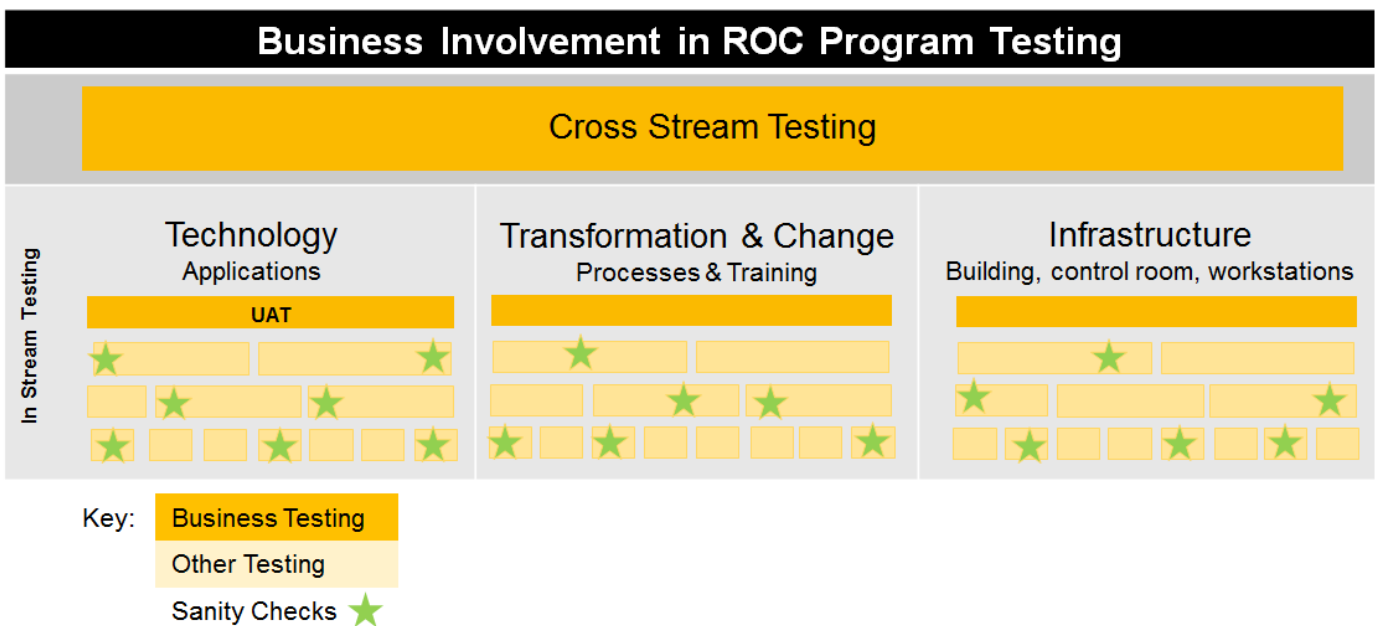 Business Involvement in ROC Program Testing
Cross Stream Testing
In Stream Testing
Technology
Applications
UAT
Transformation & Change
Processes & Training
Infrastructure
Building, control room, workstations
Key:
Business Testing
Other Testing
Sanity Checks